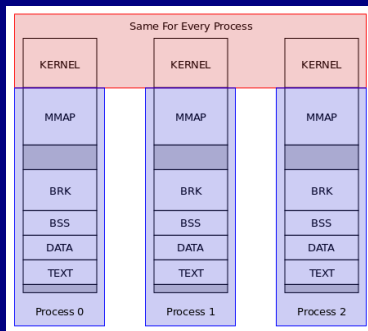 Same For Every Process
KERNEL KERNEL KERNEL
MMAP MMAP MMAP
BRK BRK BRK
BSS BSS BSS
DATA DATA DATA
TEXT TEXT TEXT
Process 0 Process 1 Process 2